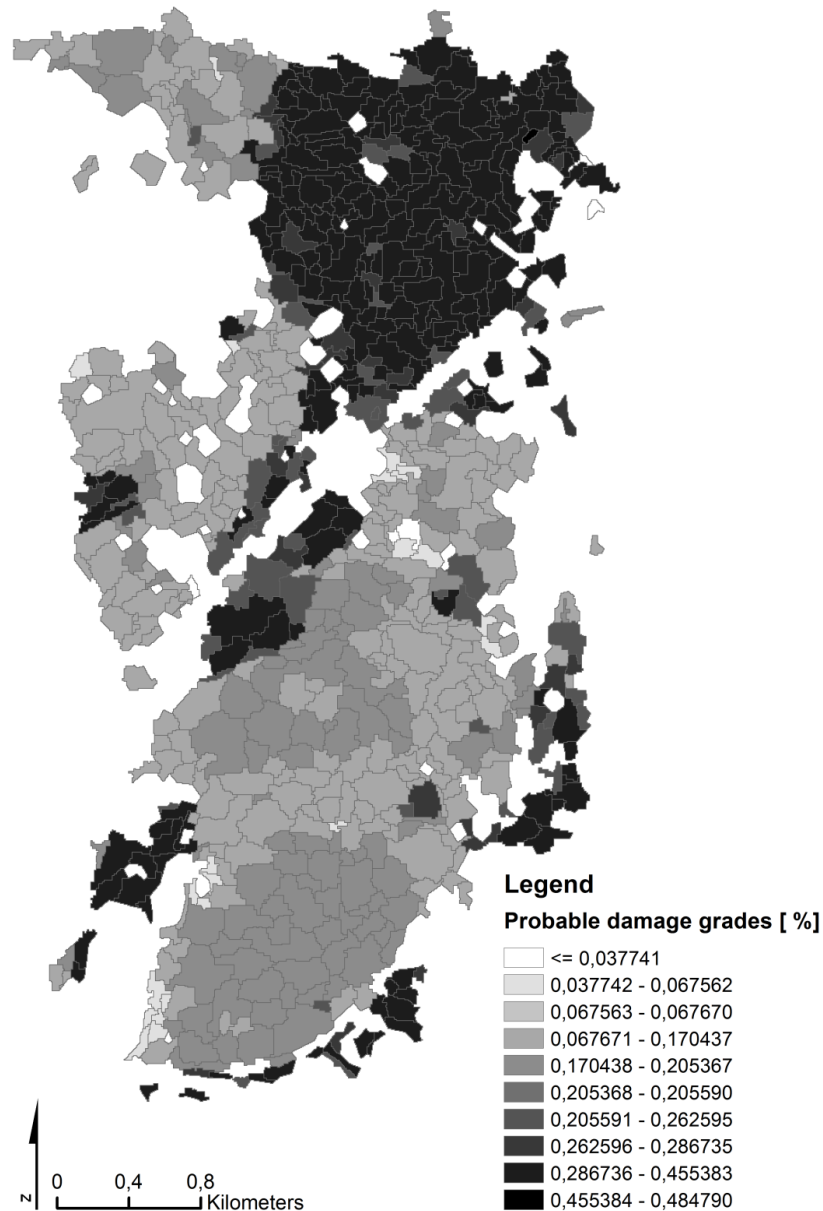 Legend
Probable damage grades [ %]
<= 0,037741
0,037742 - 0,067562
0,067563 - 0,067670
0,067671 - 0,170437
0,170438 - 0,205367
0,205368 - 0,205590
0,205591 - 0,262595
0,262596 - 0,286735
0,286736 - 0,455383
0,455384 - 0,484790
N
0 0,4 0,8
Kilometers